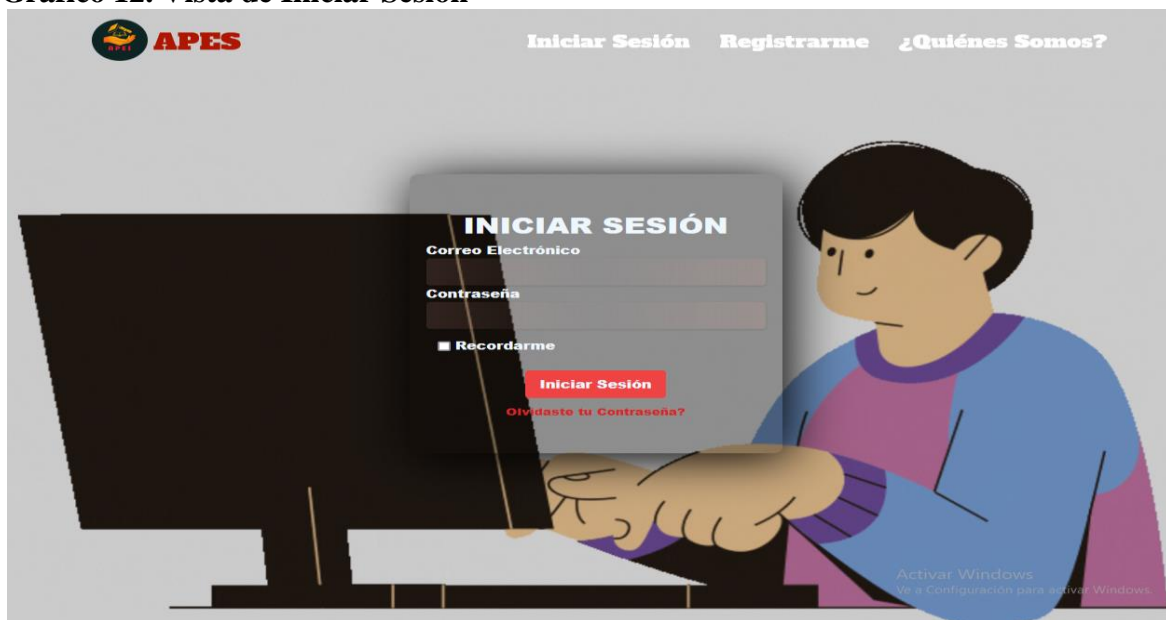 Gráfico 12. Vista de Iniciar Sesión
APES APES Iniciar Sesión Registrarme ¿Quiénes Somos?
INICIAR SESIÓN
Correo Electrónico
Contraseña
Recordarme
Iniciar Sesión
Olvidaste tu Contraseña?
Activar Windows
Ve a Configuración para activar Windows.